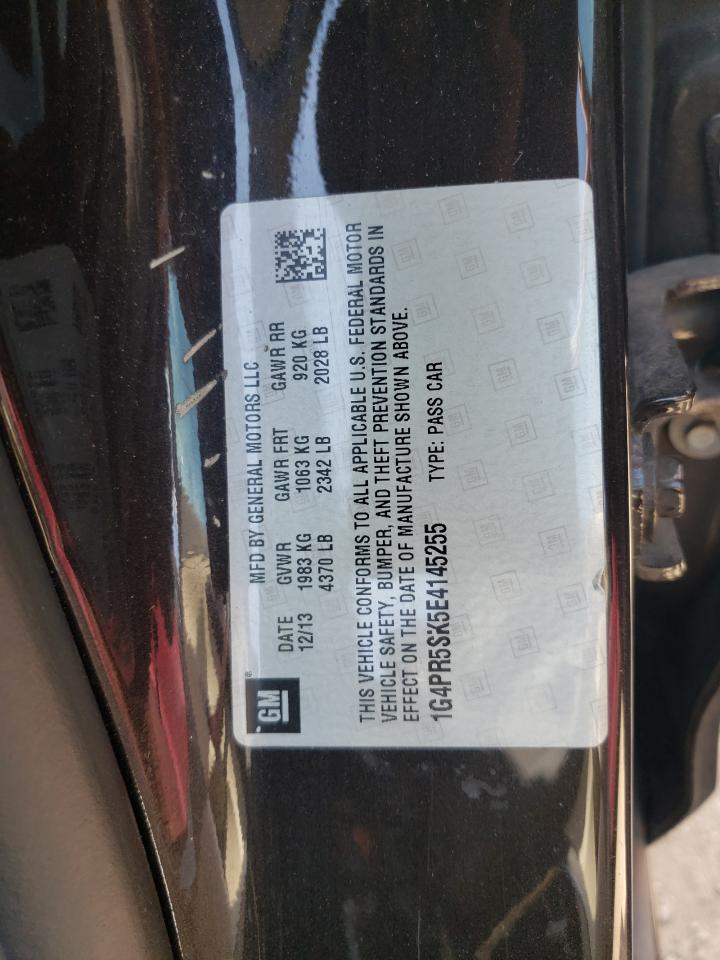 GM®
MFD BY GENERAL MOTORS LLC
DATE GVWR GAWR FRT GAWR RR
12/13 1983 KG 1063 KG 920 KG
4370 LB 2342 LB 2028 LB
THIS VEHICLE CONFORMS TO ALL APPLICABLE U.S. FEDERAL MOTOR
VEHICLE SAFETY, BUMPER, AND THEFT PREVENTION STANDARDS IN
EFFECT ON THE DATE OF MANUFACTURE SHOWN ABOVE.
1G4PR5SK5E4145255 TYPE: PASS CAR